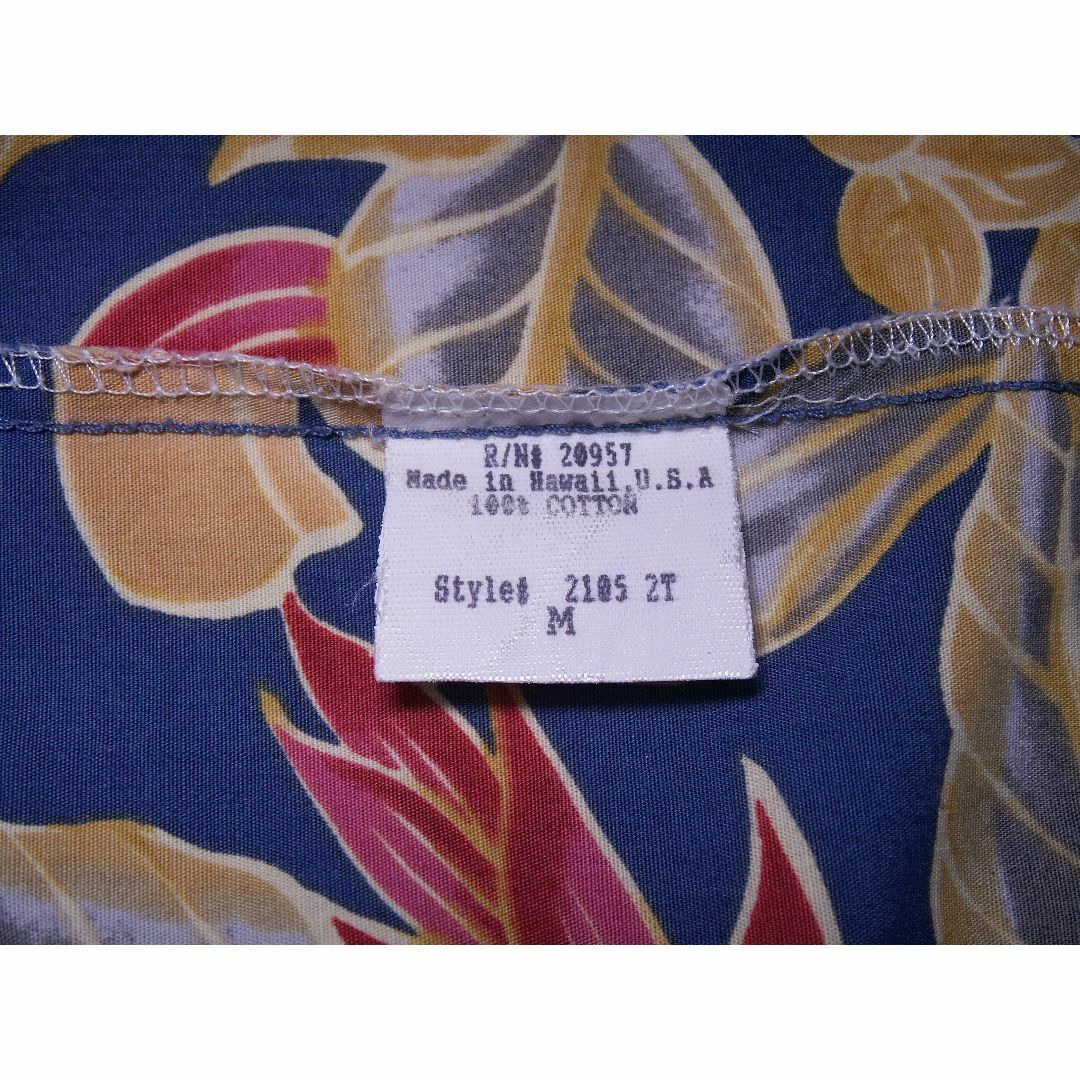 R/N# 20957
Made in Hawaii,U.S.A
100% COTTON
Style# 2105 2T
M